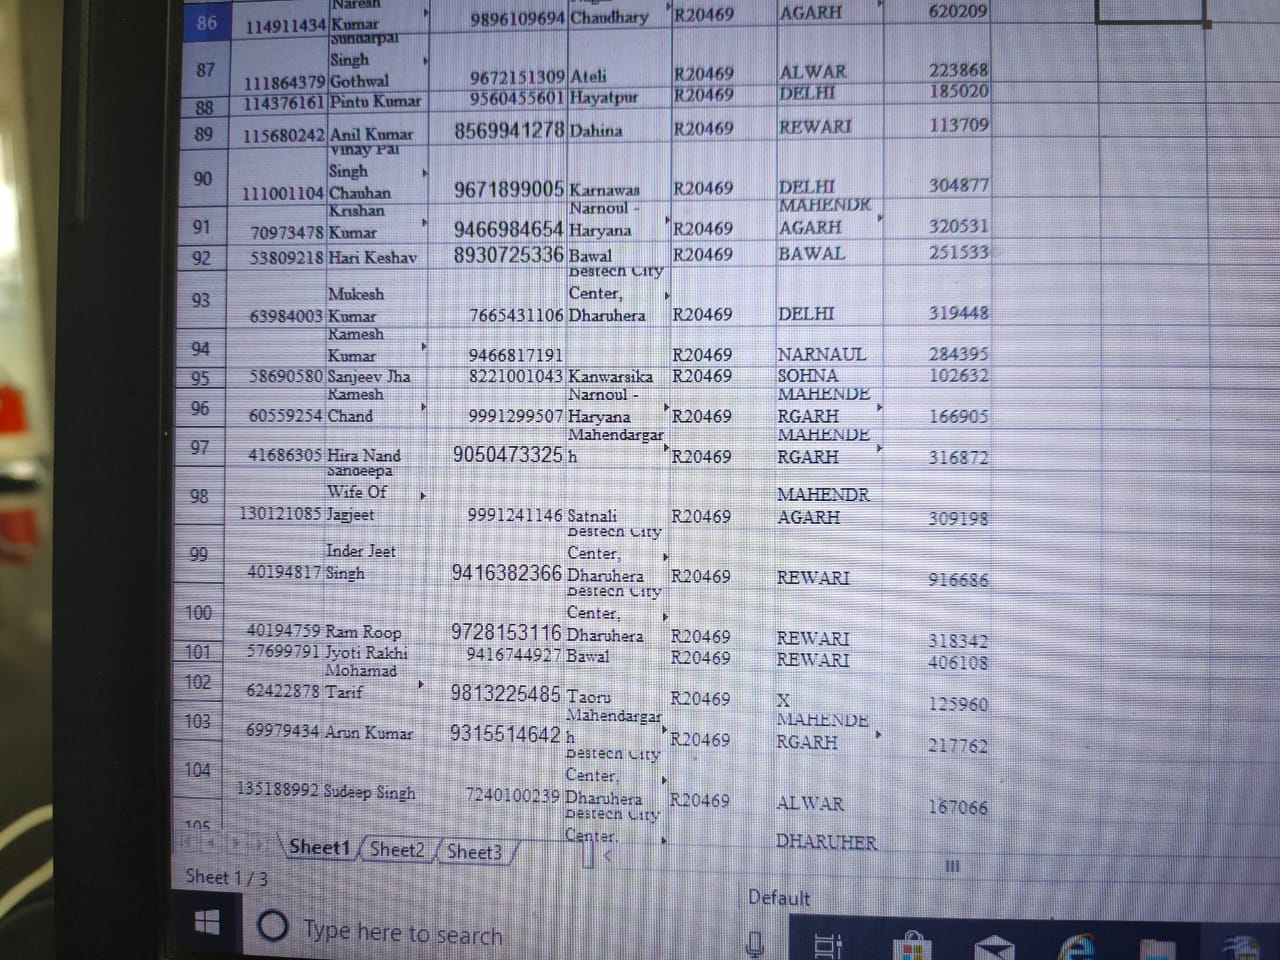 86 114911434 Naresh Kumar 9896109694 Chaudhary R20469 AGARH 620209
87 111864379 Sundarpal Singh Gothwal 9672151309 Ateli R20469 ALWAR 223868
88 114376161 Pintu Kumar 9560455601 Hayatpur R20469 DELHI 185020
89 115680242 Anil Kumar 8569941278 Dahina R20469 REWARI 113709
90 111001104 Vinay Pal Singh Chauhan 9671899005 Karnawas R20469 DELHI 304877
91 70973478 Krishan Kumar 9466984654 Narnoul - Haryana R20469 MAHENDR AGARH 320531
92 53809218 Hari Keshav 8930725336 Bawal R20469 BAWAL 251533
93 63984003 Mukesh Kumar 7665431106 Bestech City Center, Dharuhera R20469 DELHI 319448
94 Ramesh Kumar 9466817191 R20469 NARNAUL 284395
95 58690580 Sanjeev Jha 8221001043 Kanwarsika R20469 SOHNA 102632
96 60559254 Ramesh Chand 9991299507 Narnoul - Haryana R20469 MAHENDE RGARH 166905
97 41686305 Hira Nand 9050473325 Mahendargar h R20469 MAHENDE RGARH 316872
98 130121085 Sandeepa Wife Of Jagjeet 9991241146 Satnali R20469 MAHENDR AGARH 309198
99 40194817 Inder Jeet Singh 9416382366 Bestech City Center, Dharuhera R20469 REWARI 916686
100 40194759 Ram Roop 9728153116 Bestech City Center, Dharuhera R20469 REWARI 318342
101 57699791 Jyoti Rakhi 9416744927 Bawal R20469 REWARI 406108
102 62422878 Mohamad Tarif 9813225485 Taoru R20469 X 125960
103 69979434 Arun Kumar 9315514642 Mahendargar h R20469 MAHENDE RGARH 217762
104 135188992 Sudeep Singh 7240100239 Bestech City Center, Dharuhera R20469 ALWAR 167066
105 Bestech City Center, DHARUHER
Sheet1 Sheet2 Sheet3
Sheet 1 / 3 Default
Type here to search